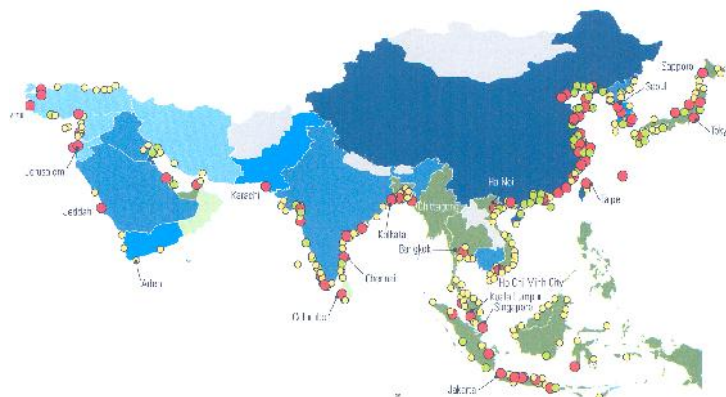 Sapporo
Seoul
Jerusalem
Ha Noi
Karachi
Taipei
Jeddah
Chittagong
Kolkata
Bangkok
Aden
Chennai
Ho Chi Minh City
Colombo
Kuala Lumpur
Singapore
Jakarta